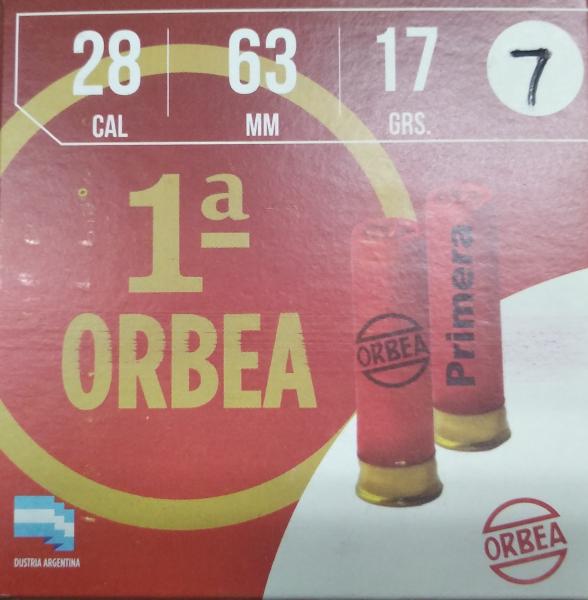 28 63 17 7
CAL MM GRS.
1ª
ORBEA
ORBEA
Primera
DUSTRIA ARGENTINA
ORBEA